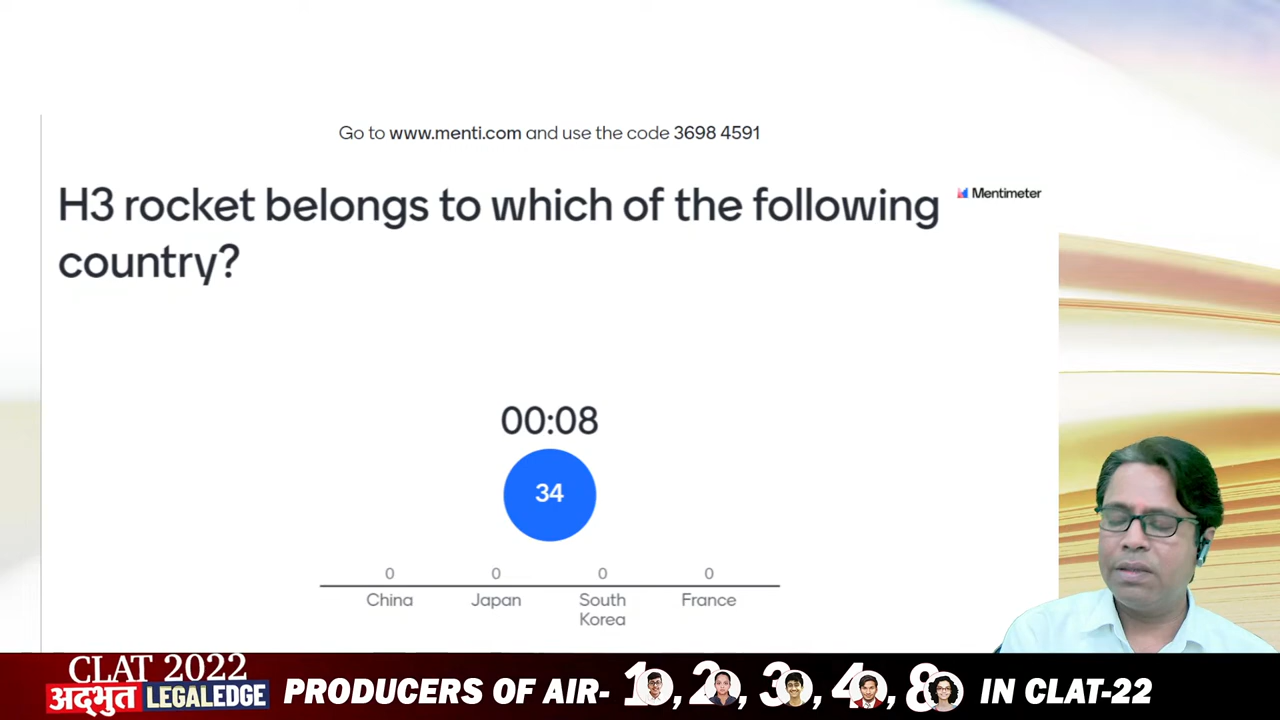 Go to www.menti.com and use the code 3698 4591
H3 rocket belongs to which of the following
country?
Mentimeter
00:08
34
0 0 0 0
China Japan South Korea France
CLAT 2022
अद्भुत LEGALEDGE
PRODUCERS OF AIR- 1, 2, 3, 4, 8 IN CLAT-22